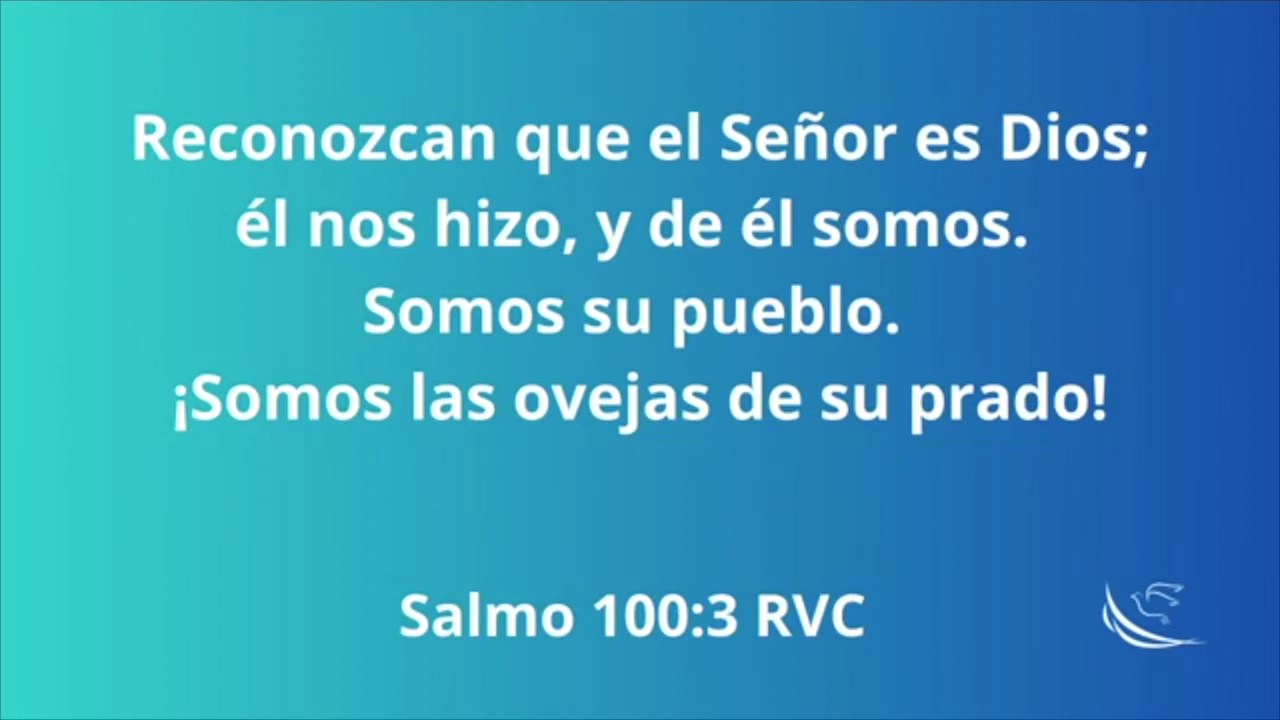 Reconozcan que el Señor es Dios;
él nos hizo, y de él somos.
Somos su pueblo.
¡Somos las ovejas de su prado!
Salmo 100:3 RVC